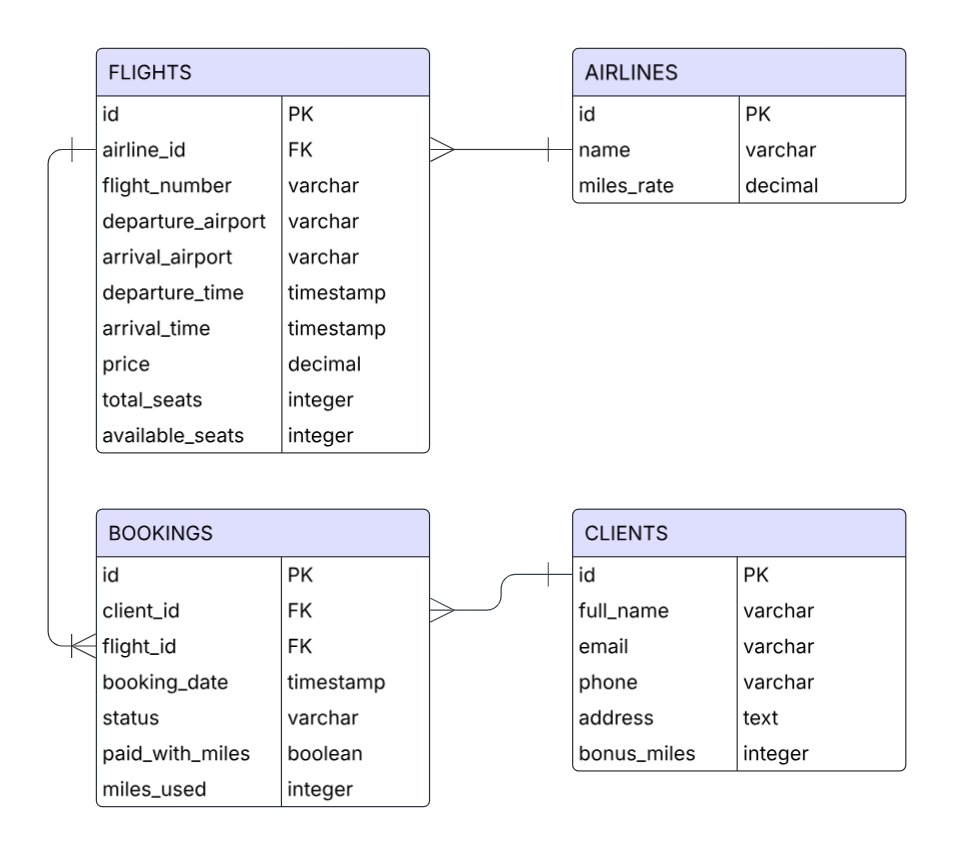 FLIGHTS
id PK
airline_id FK
flight_number varchar
departure_airport varchar
arrival_airport varchar
departure_time timestamp
arrival_time timestamp
price decimal
total_seats integer
available_seats integer
AIRLINES
id PK
name varchar
miles_rate decimal
BOOKINGS
id PK
client_id FK
flight_id FK
booking_date timestamp
status varchar
paid_with_miles boolean
miles_used integer
CLIENTS
id PK
full_name varchar
email varchar
phone varchar
address text
bonus_miles integer